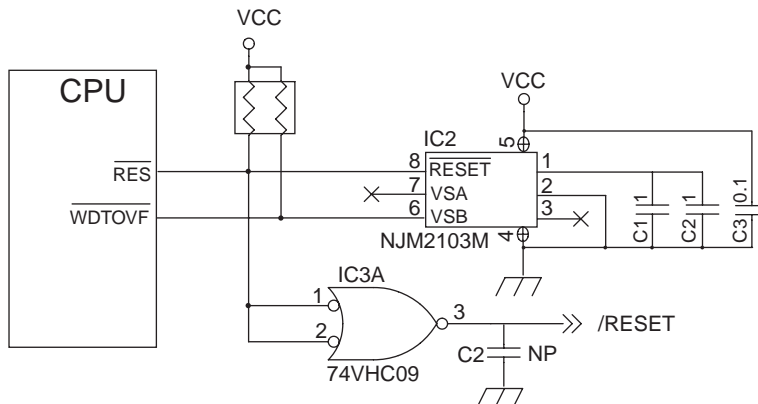 VCC
CPU
VCC
IC2
5
RES
8
RESET
1
7
VSA
2
WDTOVF
6
VSB
3
NJM2103M
4
C1
1
C2
1
C3
0.1
IC3A
1
2
3
/RESET
C2
NP
74VHC09